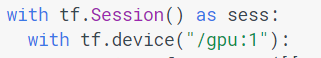 with tf.Session() as sess:
with tf.device("/gpu:1"):